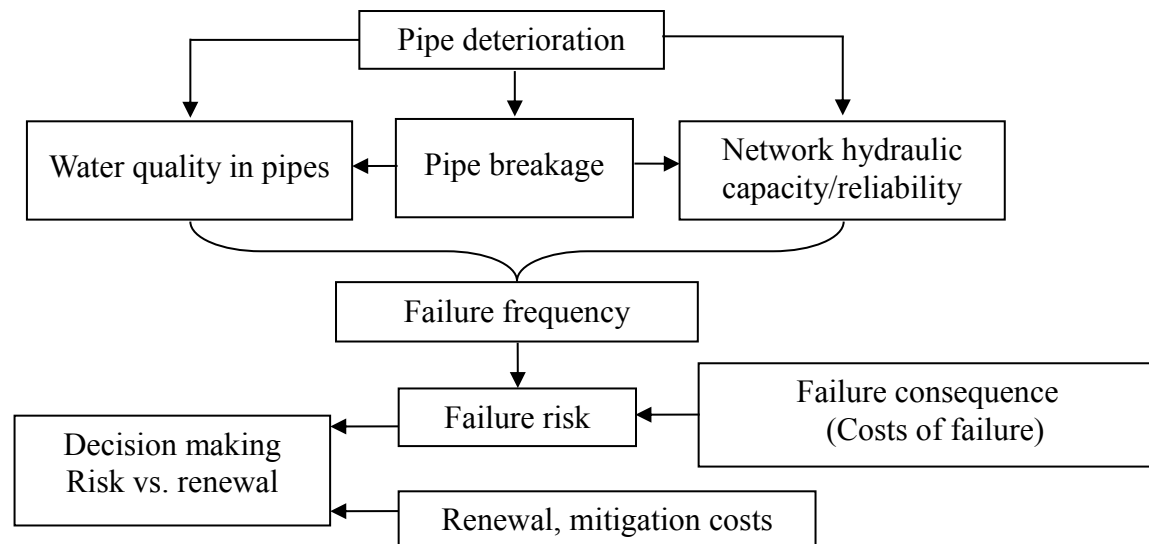 Pipe deterioration
Water quality in pipes
Pipe breakage
Network hydraulic
capacity/reliability
Failure frequency
Failure risk
Failure consequence
(Costs of failure)
Decision making
Risk vs. renewal
Renewal, mitigation costs